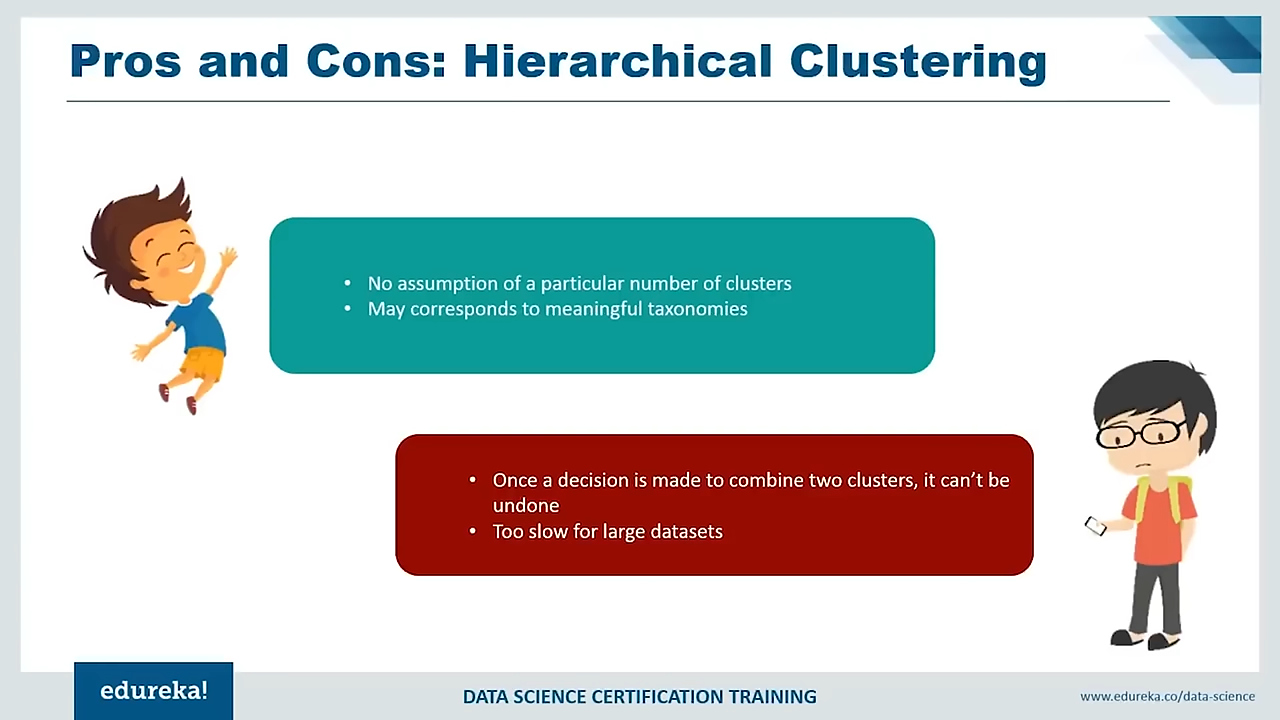 Pros and Cons: Hierarchical Clustering
• No assumption of a particular number of clusters
• May corresponds to meaningful taxonomies
• Once a decision is made to combine two clusters, it can’t be
undone
• Too slow for large datasets
edureka!
DATA SCIENCE CERTIFICATION TRAINING
www.edureka.co/data-science